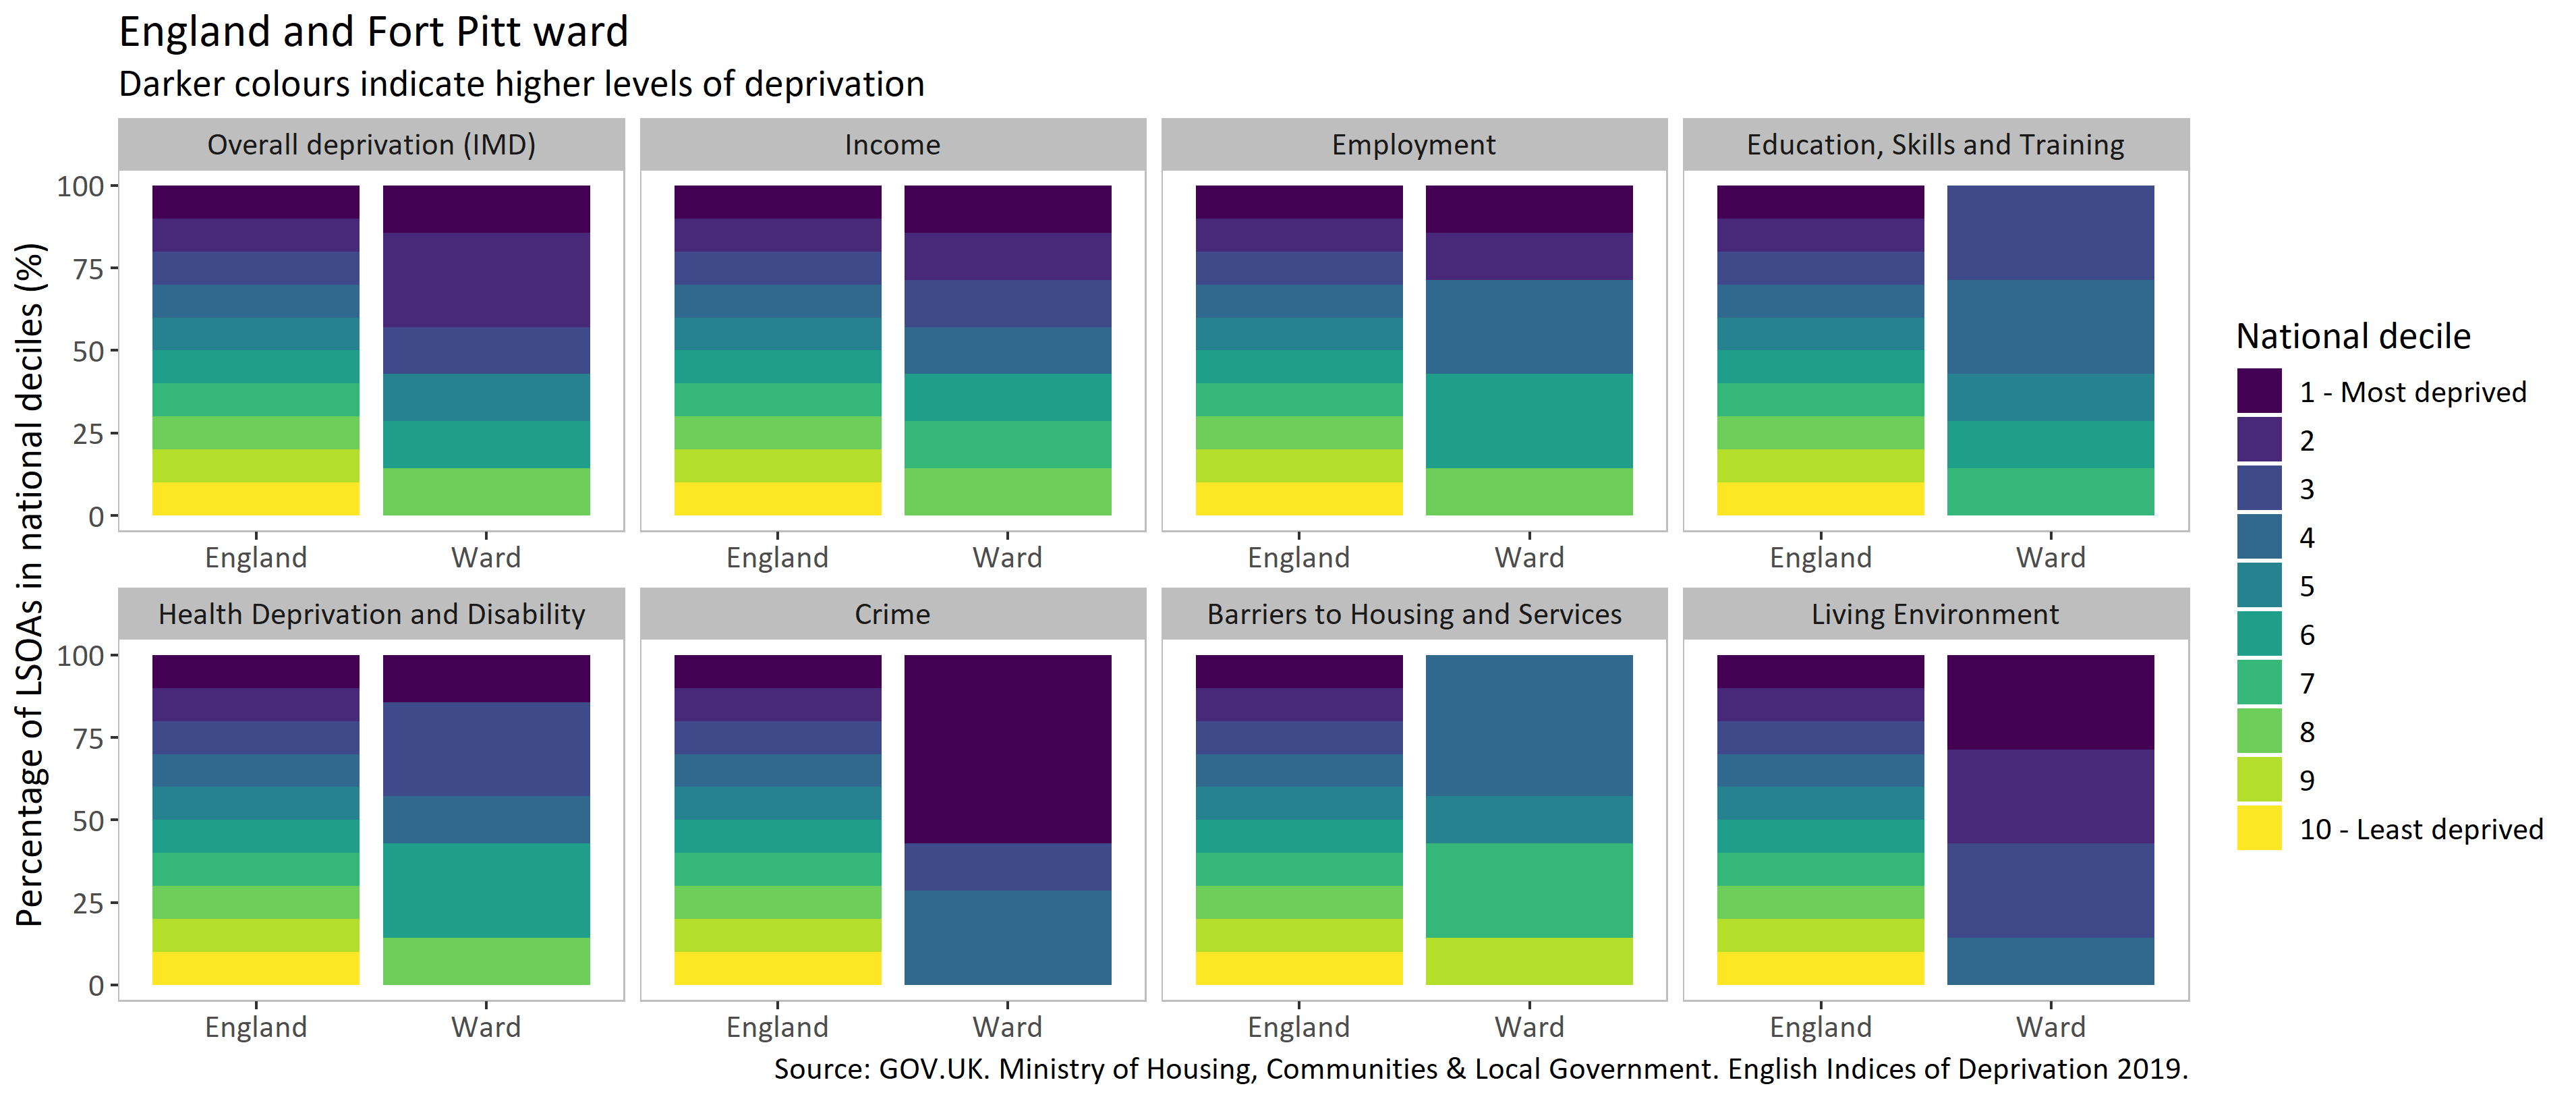 England and Fort Pitt ward
Darker colours indicate higher levels of deprivation
Percentage of LSOAs in national deciles (%)
Overall deprivation (IMD)
Income
Employment
Education, Skills and Training
100
75
50
25
0
England
Ward
England
Ward
England
Ward
England
Ward
Health Deprivation and Disability
Crime
Barriers to Housing and Services
Living Environment
100
75
50
25
0
England
Ward
England
Ward
England
Ward
England
Ward
National decile
1 - Most deprived
2
3
4
5
6
7
8
9
10 - Least deprived
Source: GOV.UK. Ministry of Housing, Communities & Local Government. English Indices of Deprivation 2019.